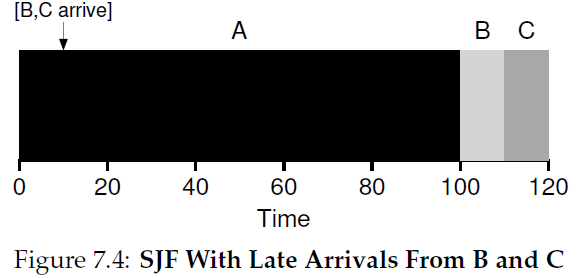 [B,C arrive]
A B C
0 20 40 60 80 100 120
Time
Figure 7.4: SJF With Late Arrivals From B and C